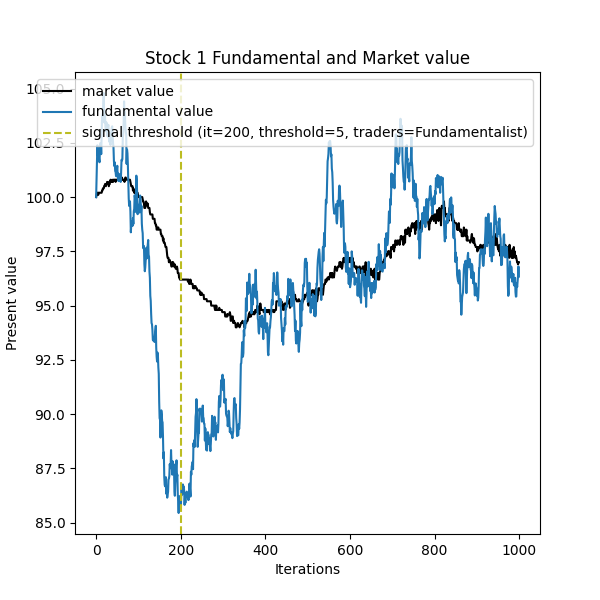 Stock 1 Fundamental and Market value
market value
fundamental value
signal threshold (it=200, threshold=5, traders=Fundamentalist)
105.0
102.5
100.0
97.5
95.0
92.5
90.0
87.5
85.0
Present value
0 200 400 600 800 1000
Iterations